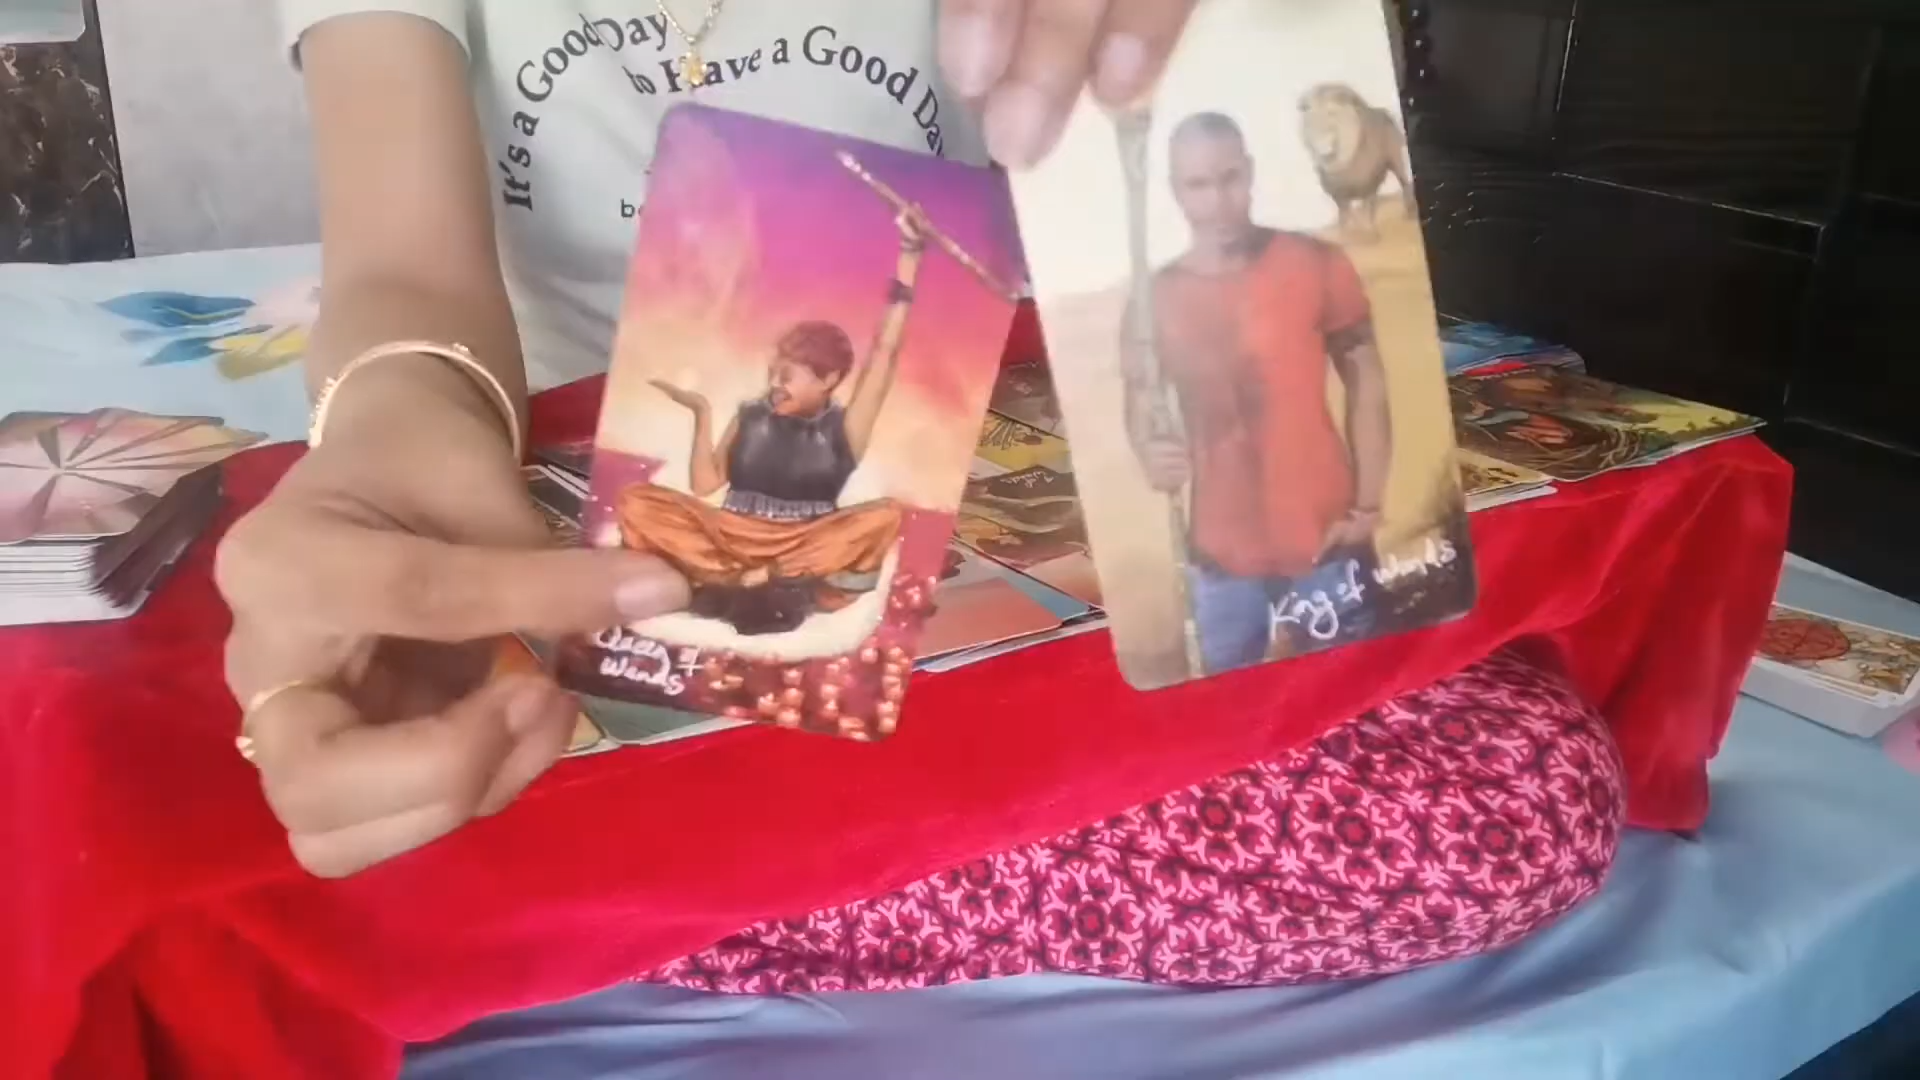 It's a Good Day
to Have a Good Day
Queen of
Wands
King of Wands